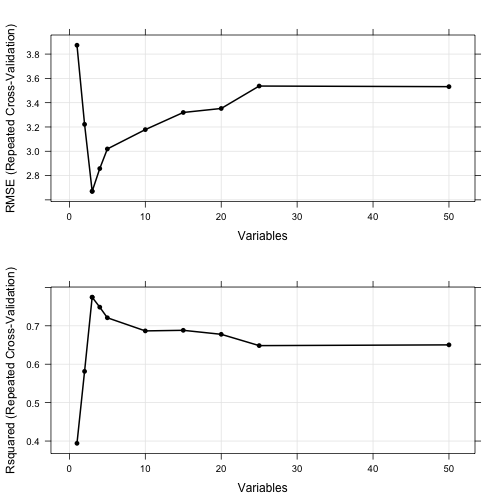 RMSE (Repeated Cross-Validation)
3.8
3.6
3.4
3.2
3.0
2.8
0 10 20 30 40 50
Variables
Rsquared (Repeated Cross-Validation)
0.7
0.6
0.5
0.4
0 10 20 30 40 50
Variables